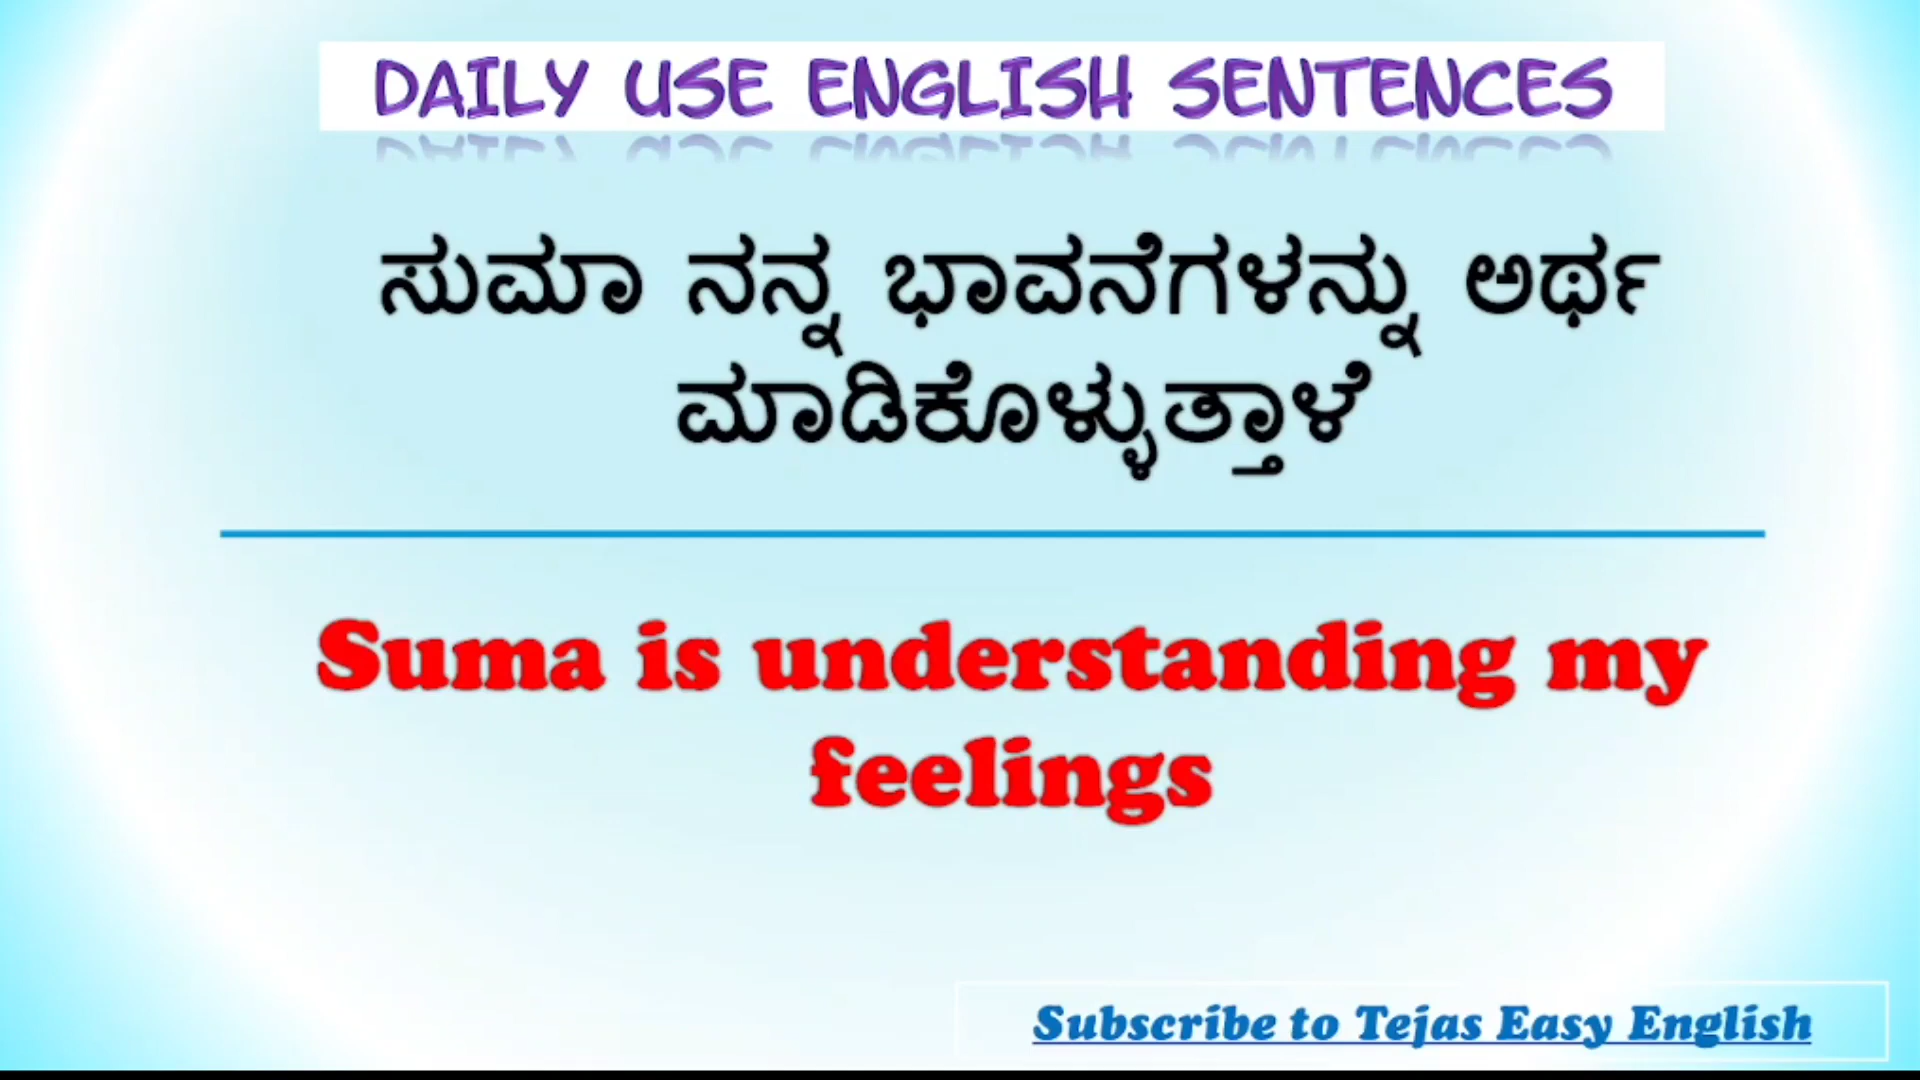 DAILY USE ENGLISH SENTENCES
ಸುಮಾ ನನ್ನ ಭಾವನೆಗಳನ್ನು ಅರ್ಥ
ಮಾಡಿಕೊಳ್ಳುತ್ತಾಳೆ
Suma is understanding my
feelings
Subscribe to Tejas Easy English